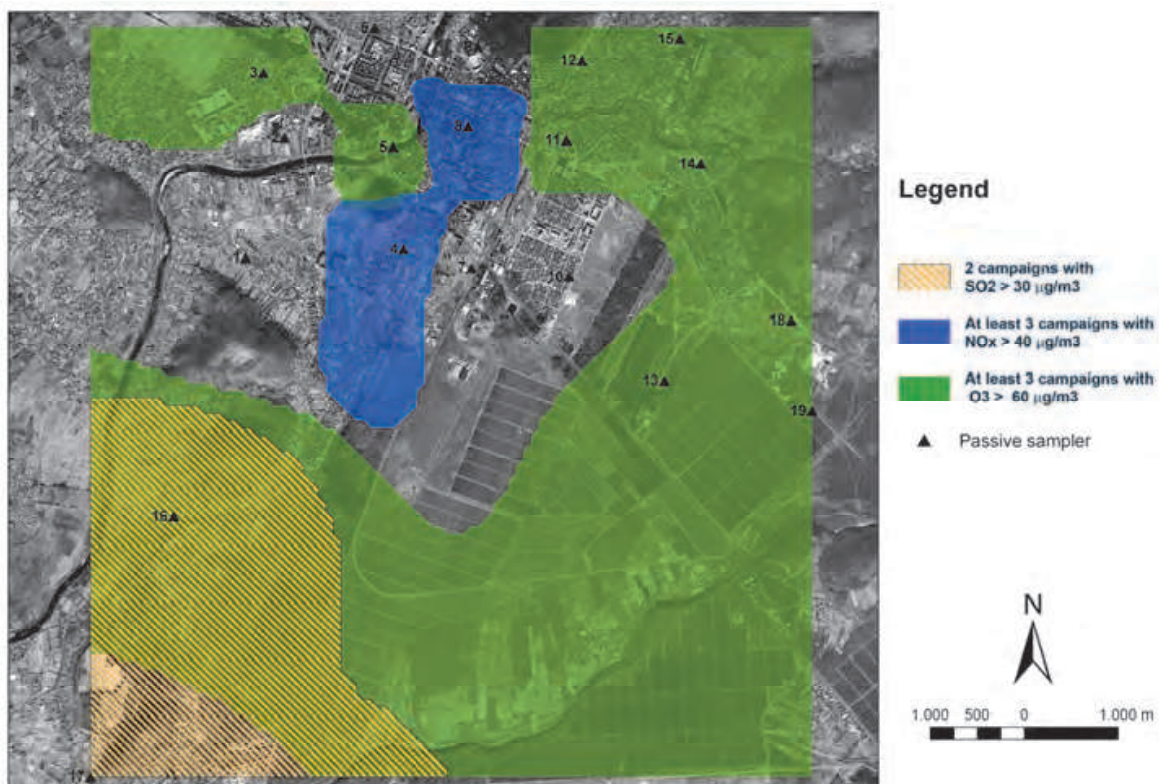 6▲
15▲
12▲
3▲
8▲
11▲
5▲
14▲
4▲
1▲
7▲
10▲
18▲
13▲
19▲
16▲
17▲
Legend
2 campaigns with
SO2 > 30 µg/m3
At least 3 campaigns with
NOx > 40 µg/m3
At least 3 campaigns with
O3 > 60 µg/m3
▲ Passive sampler
N
1.000 500 0 1.000 m